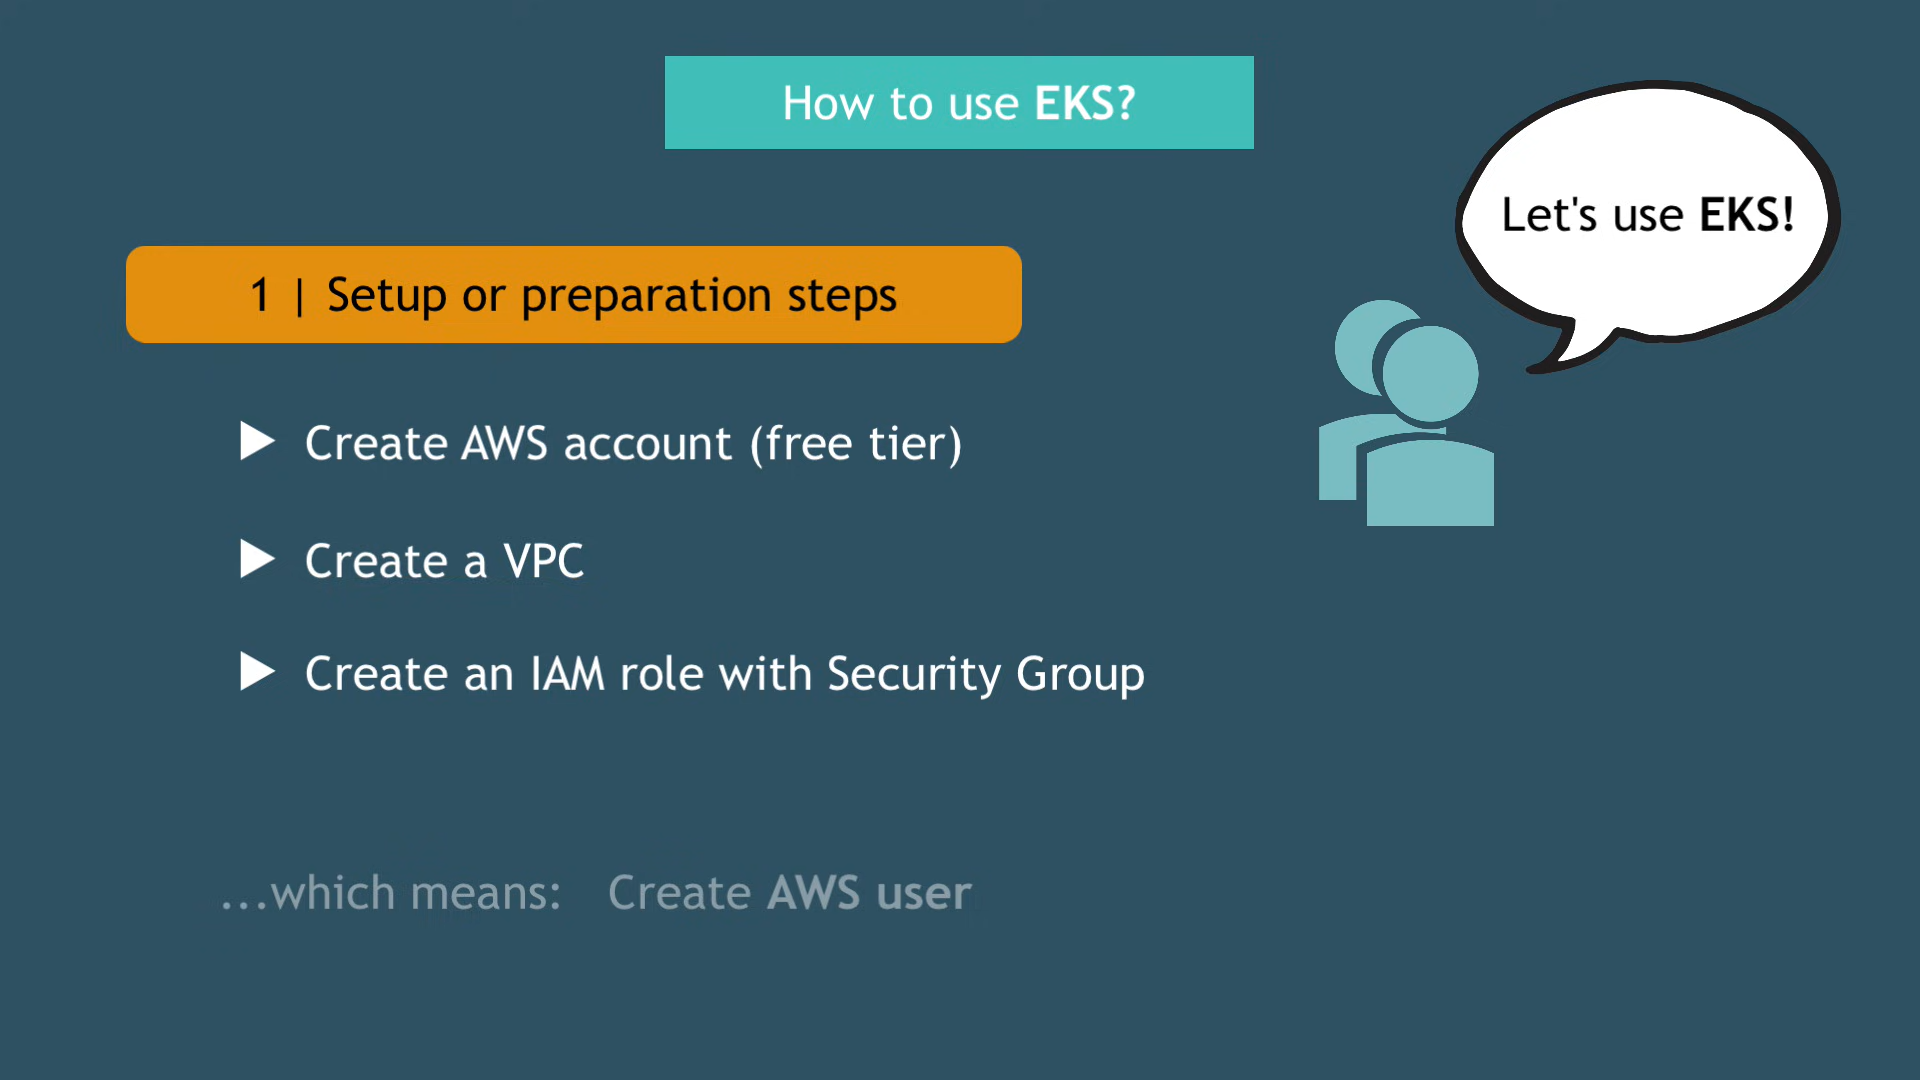 How to use EKS?
Let's use EKS!
1 | Setup or preparation steps
Create AWS account (free tier)
Create a VPC
Create an IAM role with Security Group
...which means: Create AWS user